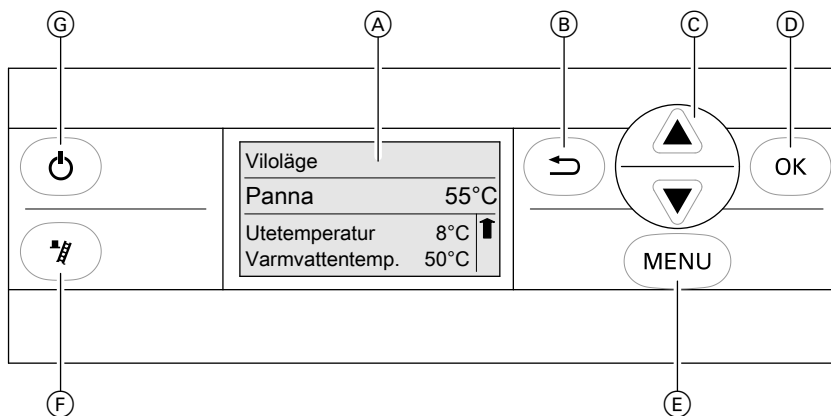 G A B C D
Viloläge
Panna 55°C
Utetemperatur 8°C
Varmvattentemp. 50°C
OK
MENU
F E